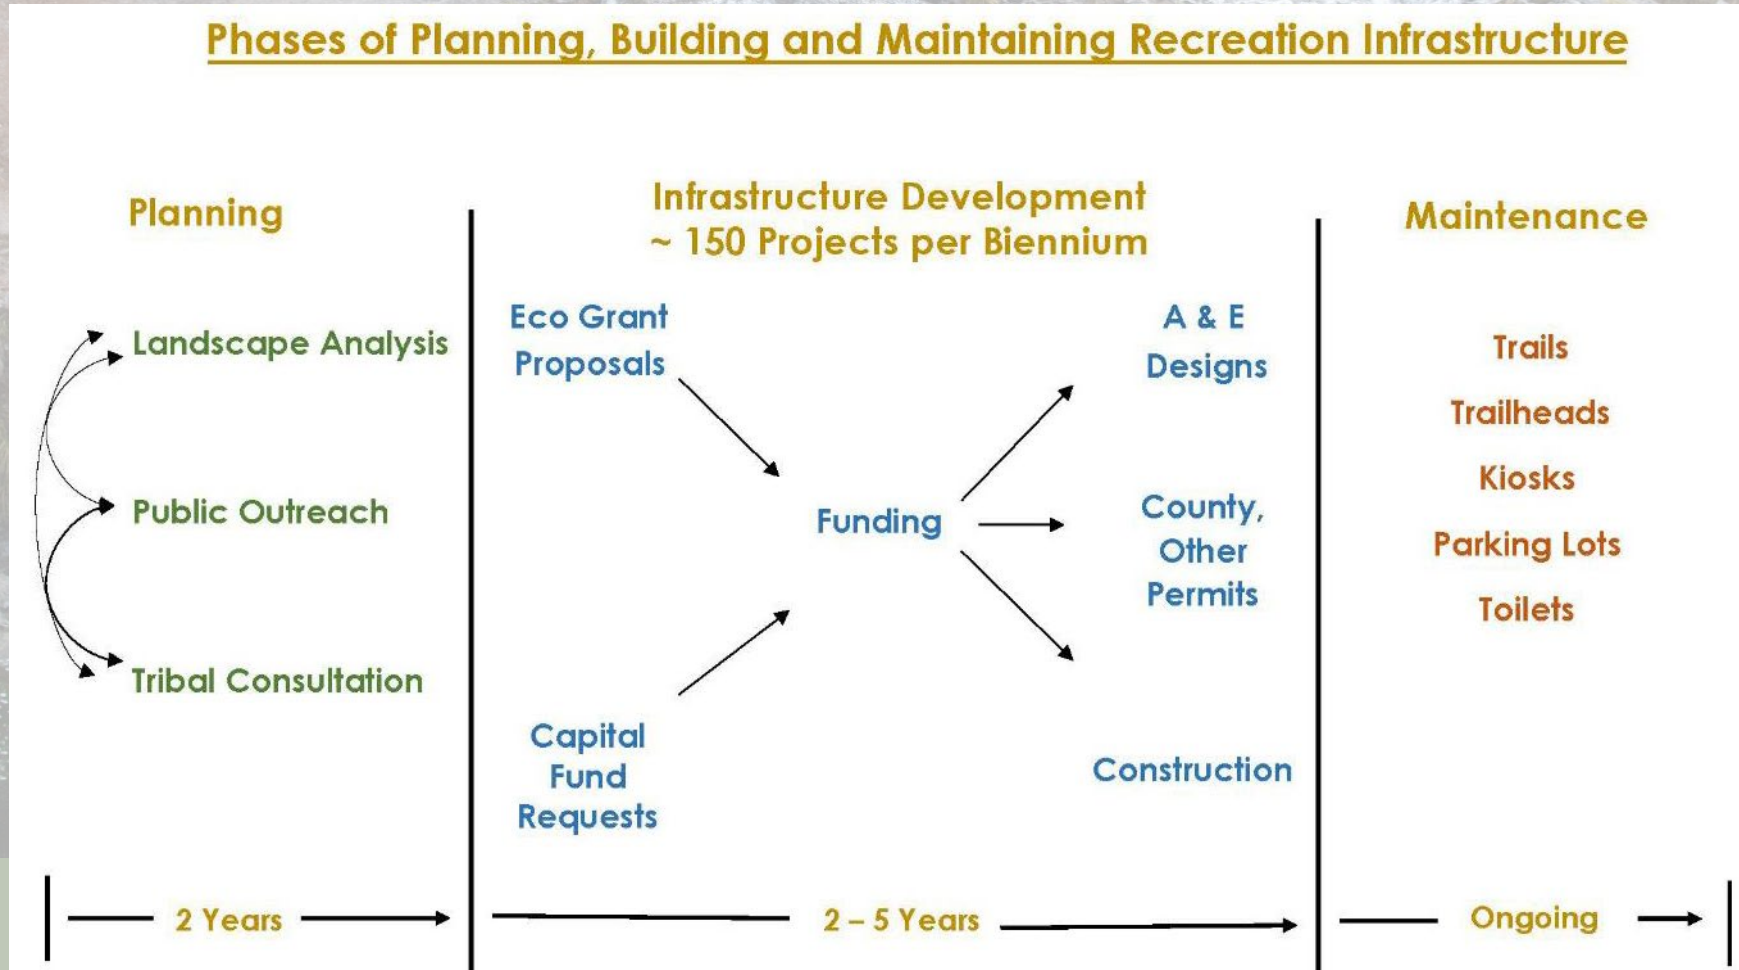 Phases of Planning, Building and Maintaining Recreation Infrastructure
Planning
Landscape Analysis
Public Outreach
Tribal Consultation
2 Years
Infrastructure Development
~ 150 Projects per Biennium
Eco Grant
Proposals
Capital
Fund
Requests
Funding
A & E
Designs
County,
Other
Permits
Construction
2 – 5 Years
Maintenance
Trails
Trailheads
Kiosks
Parking Lots
Toilets
Ongoing